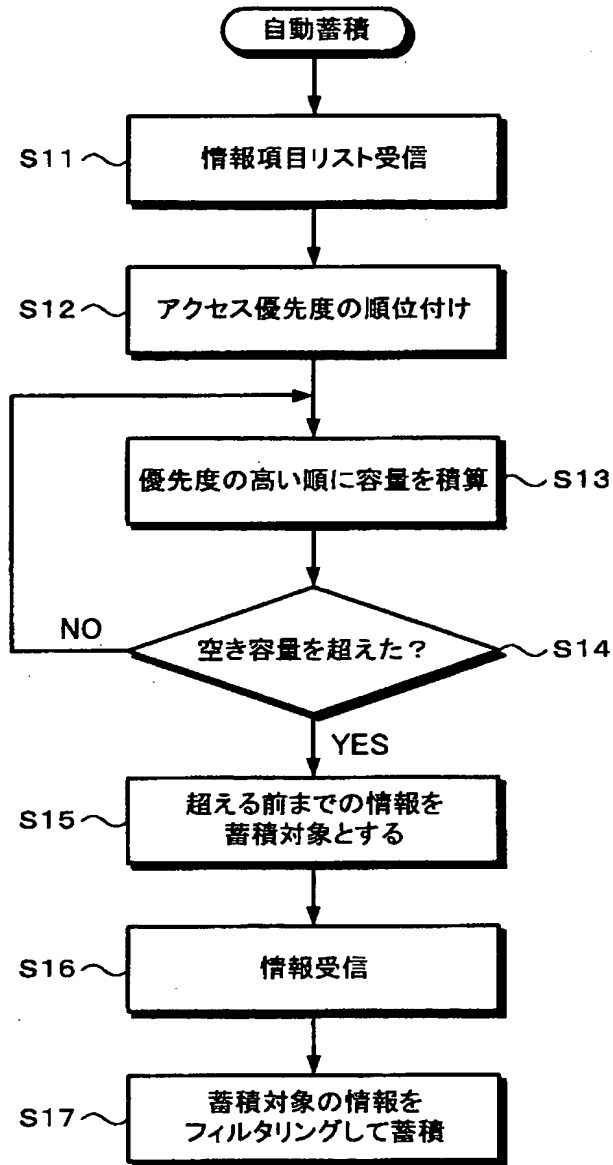 自動蓄積
S11
情報項目リスト受信
S12
アクセス優先度の順位付け
優先度の高い順に容量を積算
S13
空き容量を超えた？
S14
NO
YES
S15
超える前までの情報を
蓄積対象とする
S16
情報受信
S17
蓄積対象の情報を
フィルタリングして蓄積